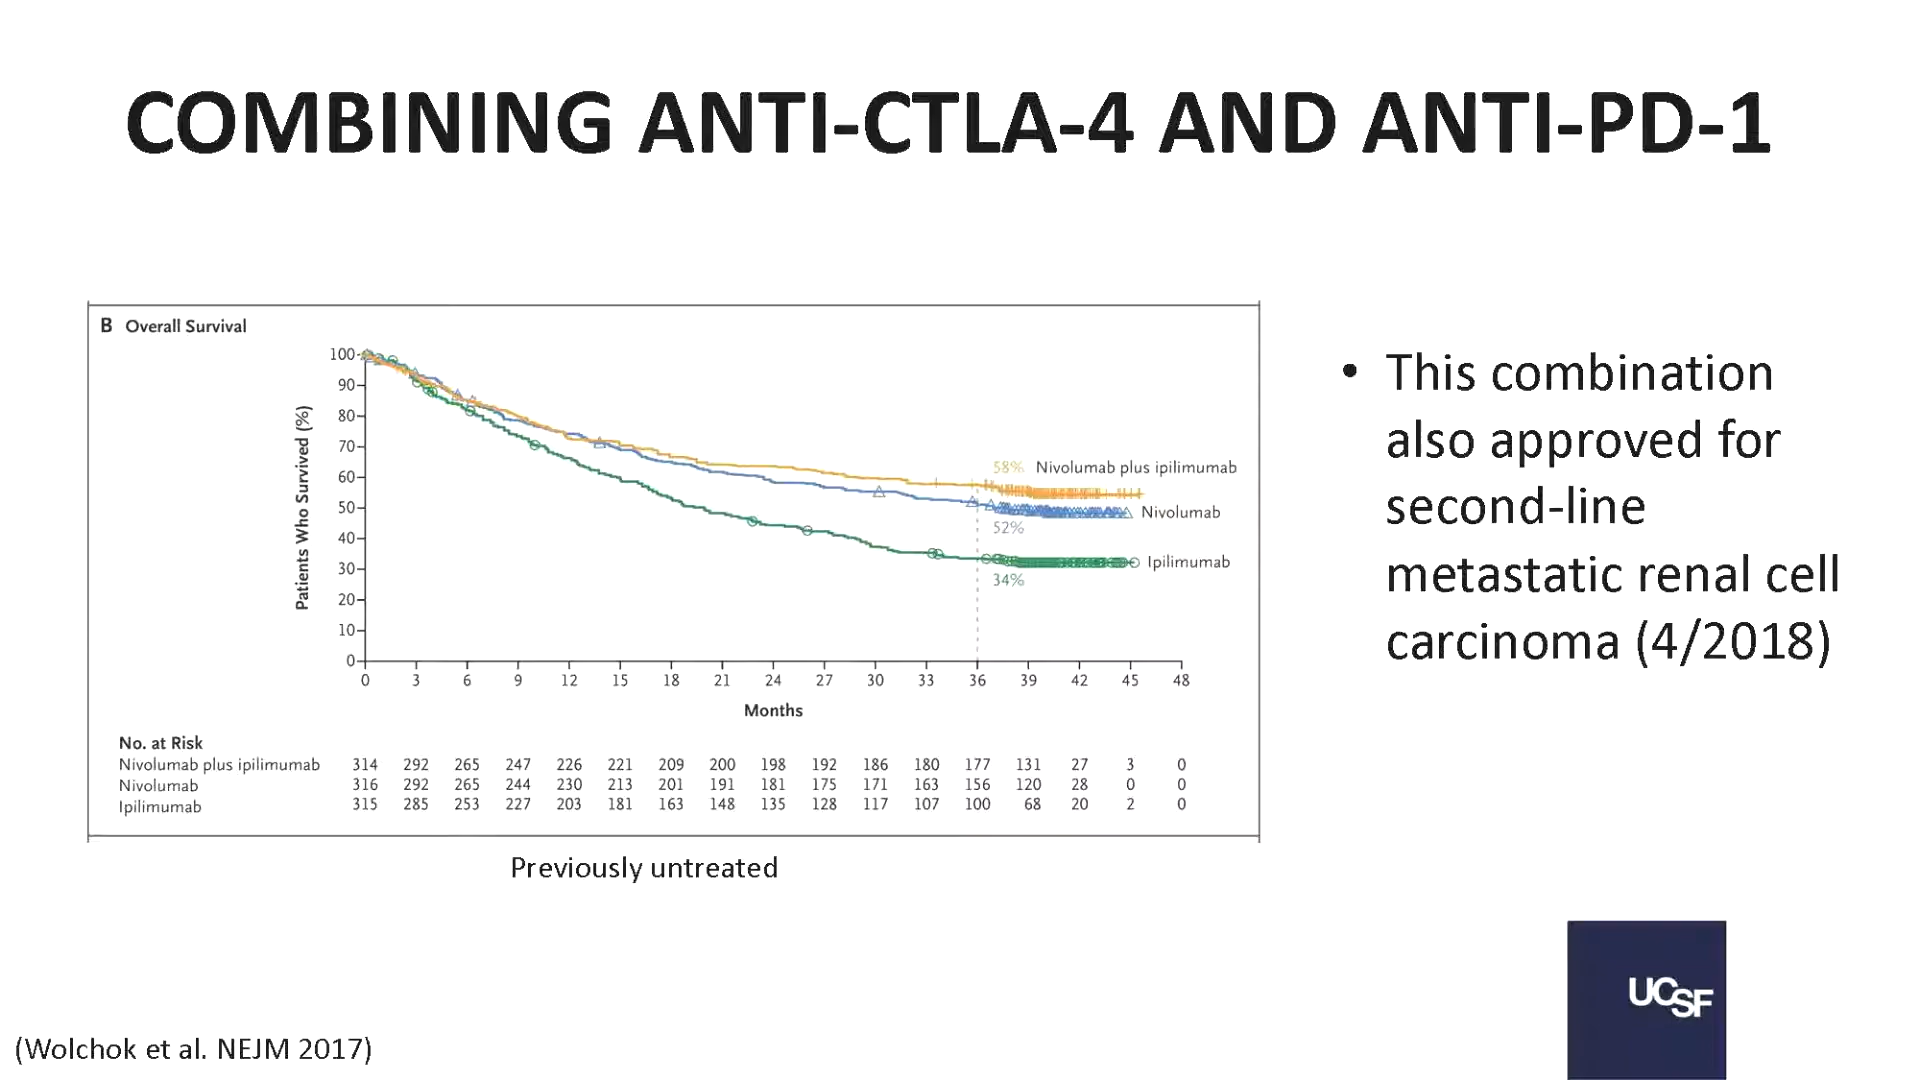 COMBINING ANTI-CTLA-4 AND ANTI-PD-1
B Overall Survival
Patients Who Survived (%)
100
90
80
70
60
50
40
30
20
10
0
58% Nivolumab plus ipilimumab
Nivolumab
52%
Ipilimumab
34%
0 3 6 9 12 15 18 21 24 27 30 33 36 39 42 45 48
Months
No. at Risk
Nivolumab plus ipilimumab 314 292 265 247 226 221 209 200 198 192 186 180 177 131 27 3 0
Nivolumab 316 292 265 244 230 213 201 191 181 175 171 163 156 120 28 0 0
Ipilimumab 315 285 253 227 203 181 163 148 135 128 117 107 100 68 20 2 0
Previously untreated
• This combination
also approved for
second-line
metastatic renal cell
carcinoma (4/2018)
UCSF
(Wolchok et al. NEJM 2017)